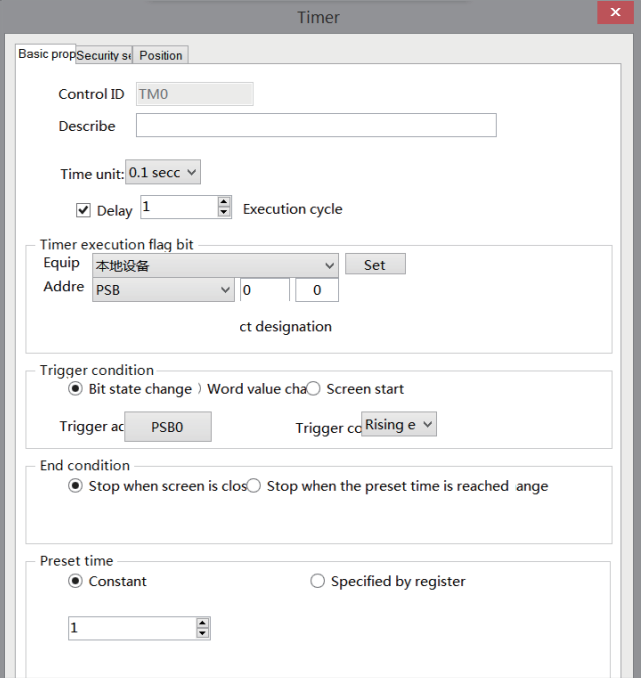 Timer
Basic prop Security se Position
Control ID TM0
Describe
Time unit: 0.1 secc
Delay 1 Execution cycle
Timer execution flag bit
Equip 本地设备 Set
Addre PSB 0 0
ct designation
Trigger condition
Bit state change ) Word value cha Screen start
Trigger ac PSB0 Trigger co Rising e
End condition
Stop when screen is clos Stop when the preset time is reached ange
Preset time
Constant Specified by register
1